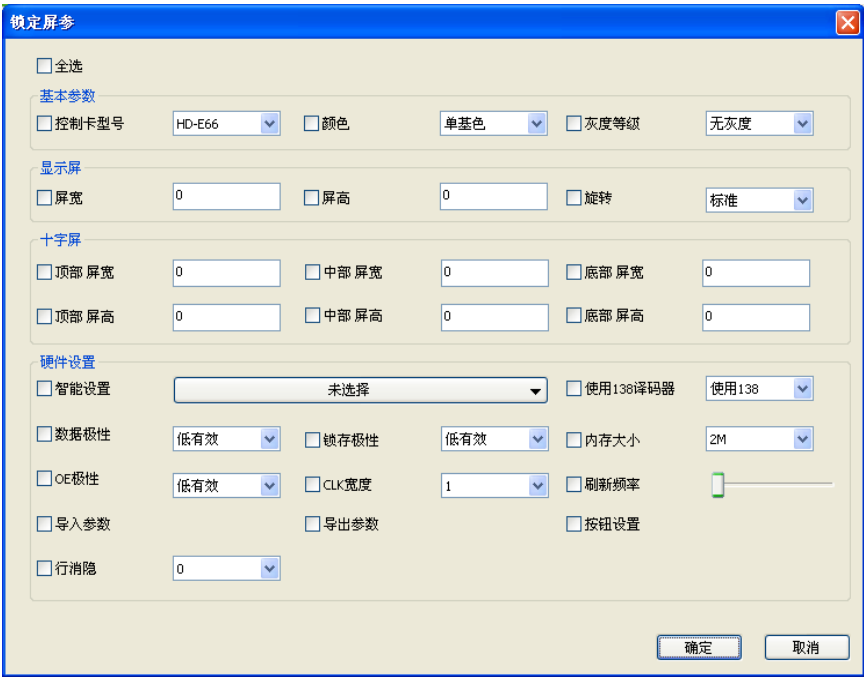 锁定屏参
全选
基本参数
控制卡型号 HD-E66 颜色 单基色 灰度等级 无灰度
显示屏
屏宽 0 屏高 0 旋转 标准
十字屏
顶部 屏宽 0 中部 屏宽 0 底部 屏宽 0
顶部 屏高 0 中部 屏高 0 底部 屏高 0
硬件设置
智能设置 未选择 使用138译码器 使用138
数据极性 低有效 锁存极性 低有效 内存大小 2M
OE极性 低有效 CLK宽度 1 刷新频率
导入参数 导出参数 按钮设置
行消隐 0
确定 取消